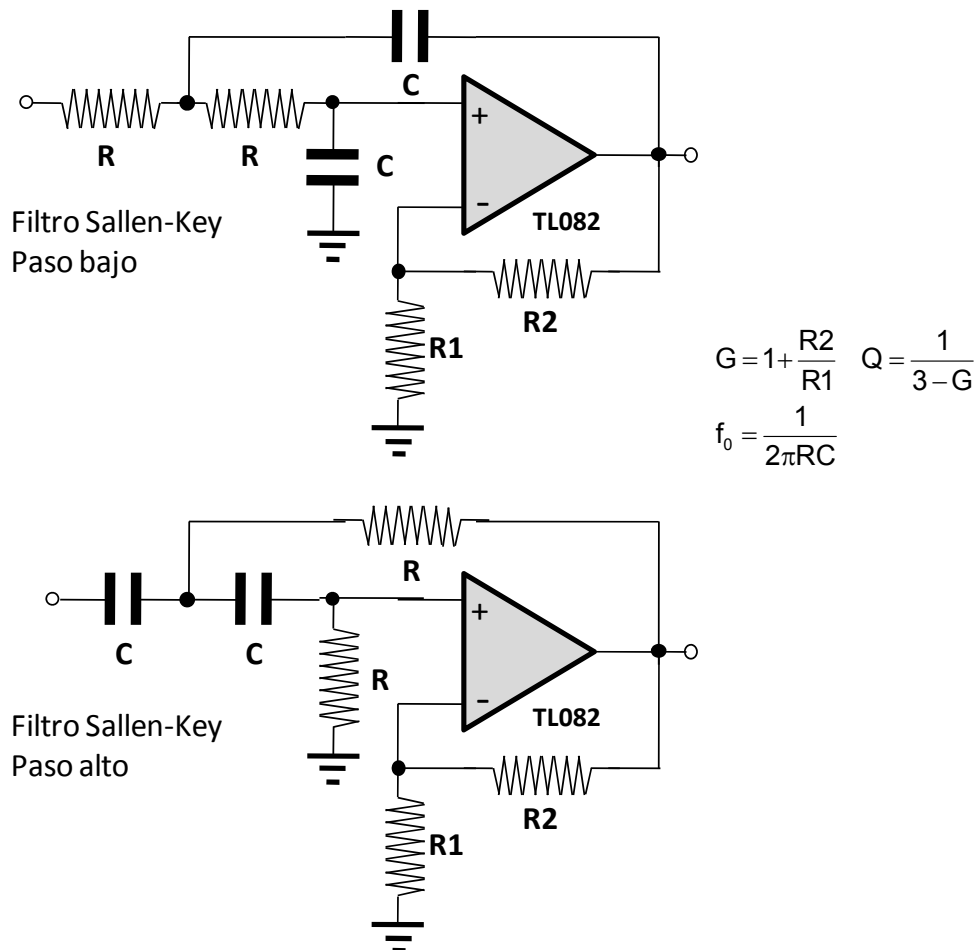 C
R
R
C
+
-
TL082
Filtro Sallen-Key
Paso bajo
R2
R1
G = 1 + R2/R1 Q = 1/(3 − G)
f₀ = 1/(2πRC)
R
C
C
+
-
R
TL082
Filtro Sallen-Key
Paso alto
R2
R1